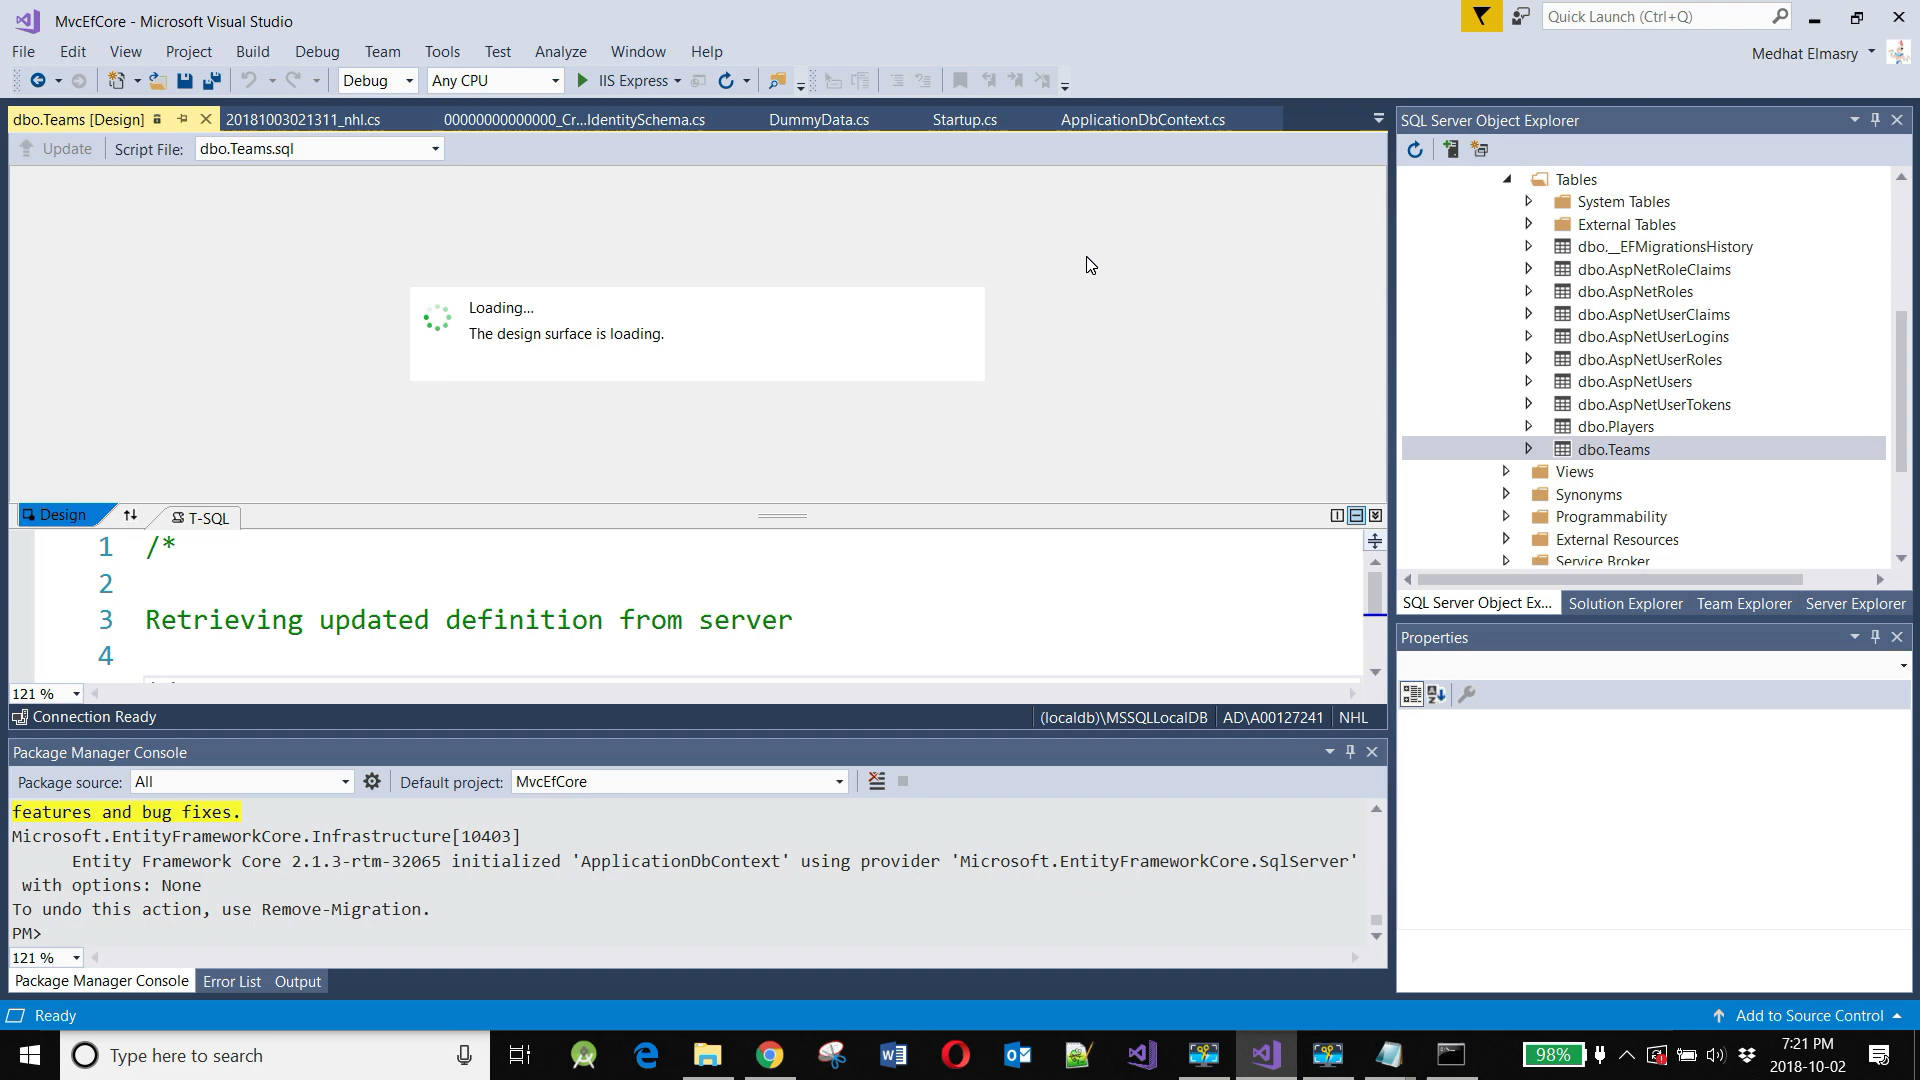 MvcEfCore - Microsoft Visual Studio
Quick Launch (Ctrl+Q)
File Edit View Project Build Debug Team Tools Test Analyze Window Help
Medhat Elmasry
Debug Any CPU IIS Express
dbo.Teams [Design] 20181003021311_nhl.cs 00000000000000_Cr...IdentitySchema.cs DummyData.cs Startup.cs ApplicationDbContext.cs
Update Script File: dbo.Teams.sql
Loading...
The design surface is loading.
Design T-SQL
1 /*
2
3 Retrieving updated definition from server
4
121 %
Connection Ready (localdb)\MSSQLLocalDB AD\A00127241 NHL
Package Manager Console
Package source: All Default project: MvcEfCore
features and bug fixes.
Microsoft.EntityFrameworkCore.Infrastructure[10403]
Entity Framework Core 2.1.3-rtm-32065 initialized 'ApplicationDbContext' using provider 'Microsoft.EntityFrameworkCore.SqlServer'
with options: None
To undo this action, use Remove-Migration.
PM>
121 %
Package Manager Console Error List Output
SQL Server Object Explorer
Tables
System Tables
External Tables
dbo.__EFMigrationsHistory
dbo.AspNetRoleClaims
dbo.AspNetRoles
dbo.AspNetUserClaims
dbo.AspNetUserLogins
dbo.AspNetUserRoles
dbo.AspNetUsers
dbo.AspNetUserTokens
dbo.Players
dbo.Teams
Views
Synonyms
Programmability
External Resources
Service Broker
SQL Server Object Ex... Solution Explorer Team Explorer Server Explorer
Properties
Ready
Add to Source Control
Type here to search
98%
7:21 PM
2018-10-02